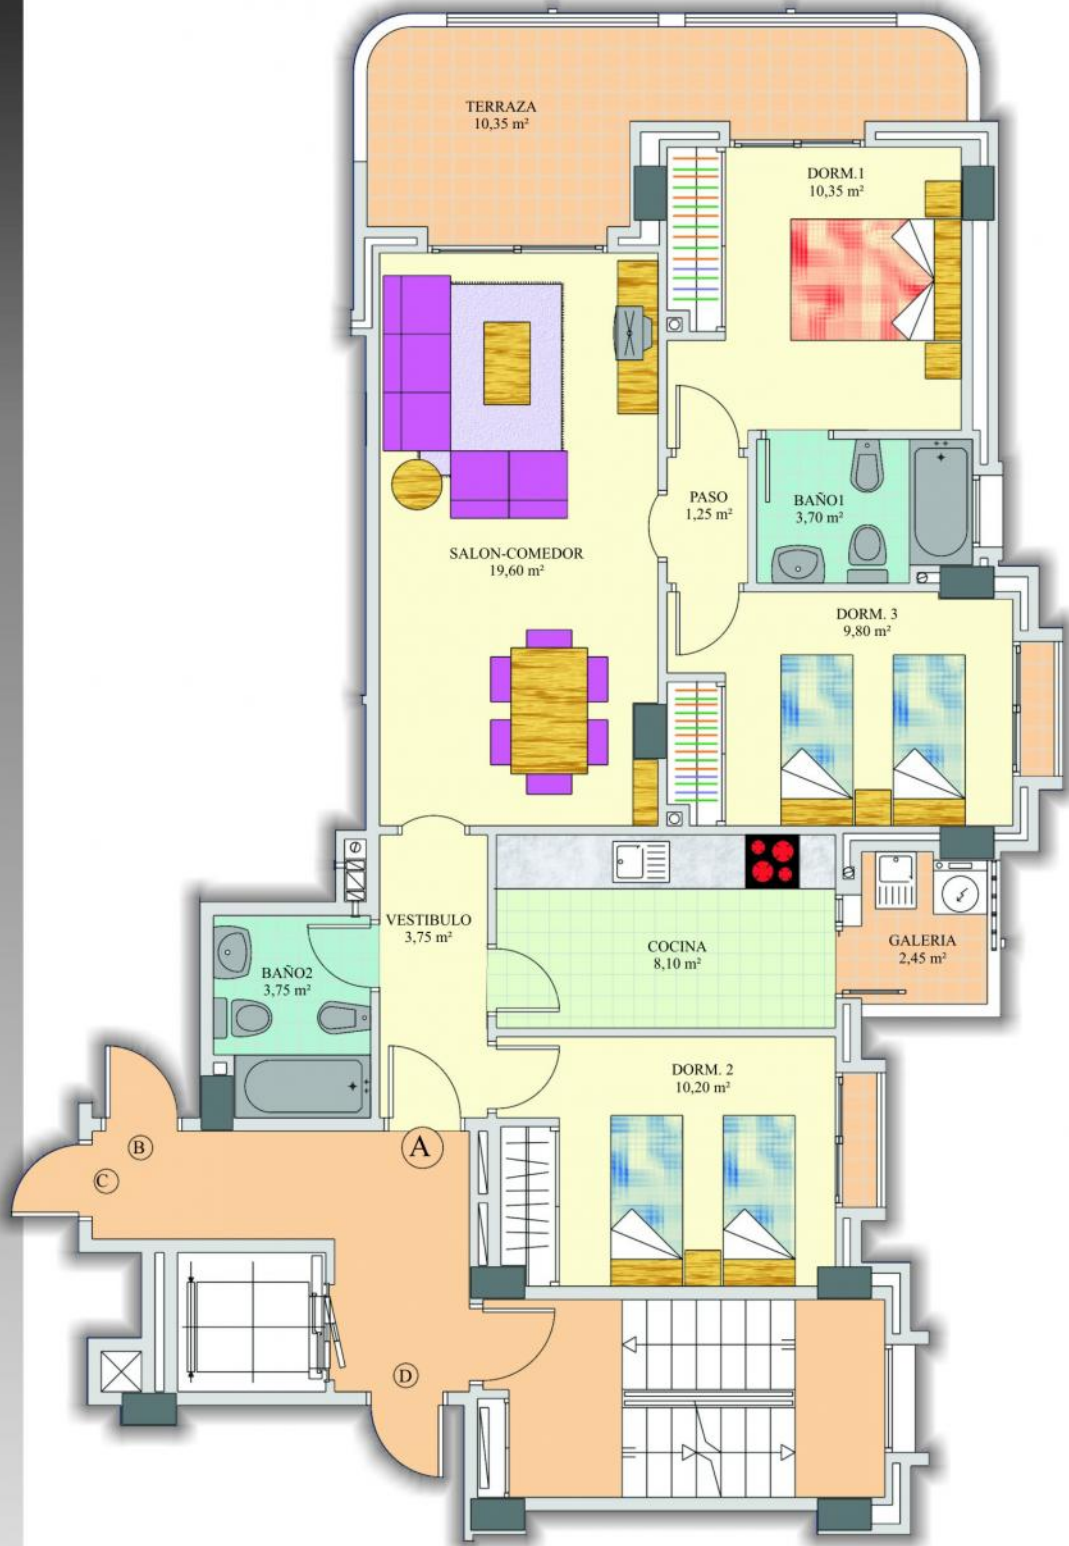 TERRAZA
10,35 m²
DORM.1
10,35 m²
PASO
1,25 m²
BAÑO1
3,70 m²
SALON-COMEDOR
19,60 m²
DORM. 3
9,80 m²
VESTIBULO
3,75 m²
COCINA
8,10 m²
GALERIA
2,45 m²
BAÑO2
3,75 m²
DORM. 2
10,20 m²
A
B
C
D